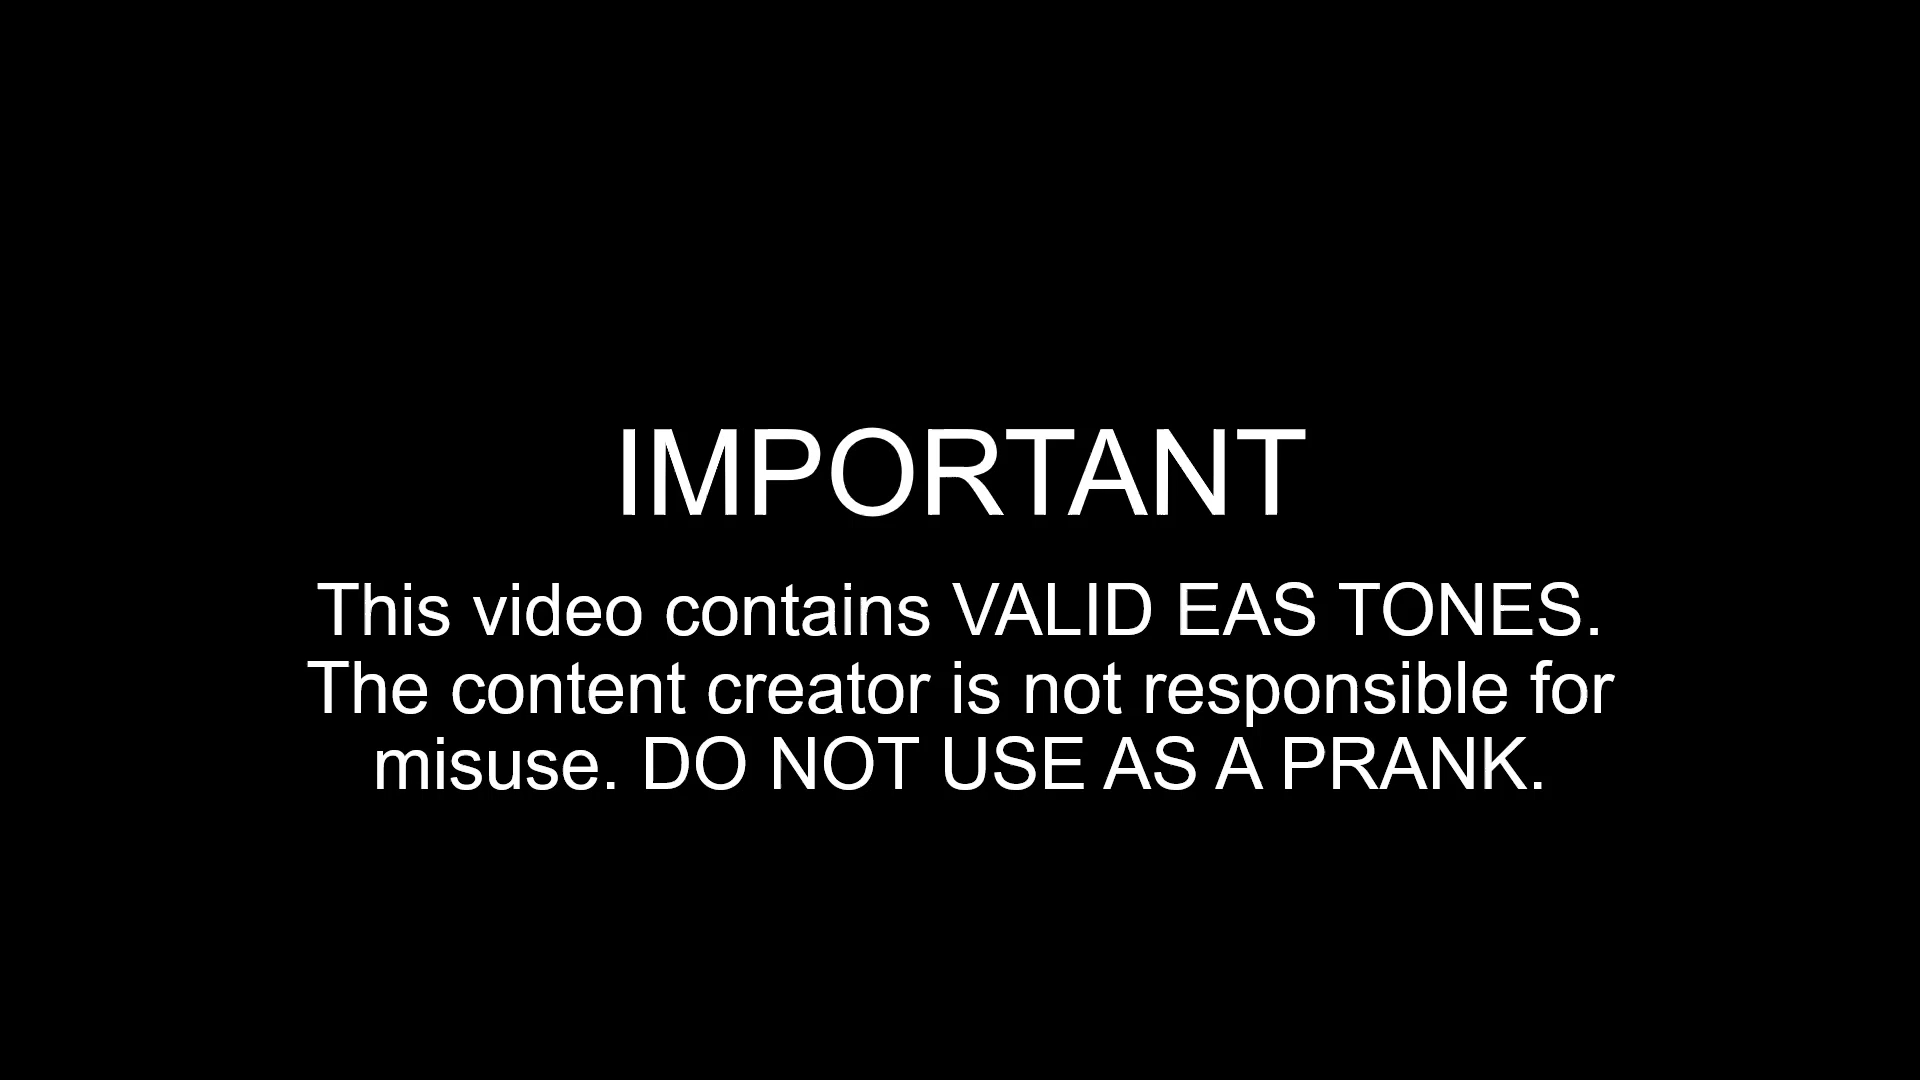 IMPORTANT
This video contains VALID EAS TONES.
The content creator is not responsible for
misuse. DO NOT USE AS A PRANK.